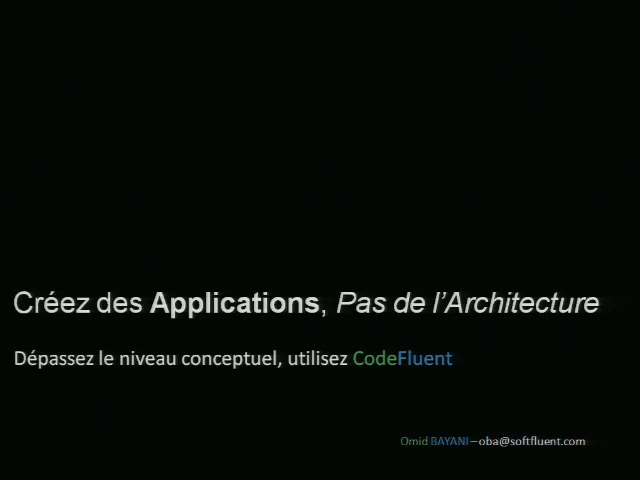 Créez des Applications, Pas de l'Architecture
Dépassez le niveau conceptuel, utilisez CodeFluent
Omid BAYANI – oba@softfluent.com